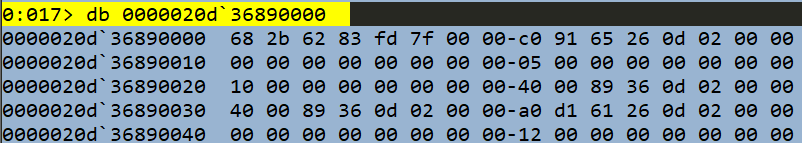 0:017> db 0000020d`36890000
0000020d`36890000  68 2b 62 83 fd 7f 00 00-c0 91 65 26 0d 02 00 00
0000020d`36890010  00 00 00 00 00 00 00 00-05 00 00 00 00 00 00 00
0000020d`36890020  10 00 00 00 00 00 00 00-40 00 89 36 0d 02 00 00
0000020d`36890030  40 00 89 36 0d 02 00 00-a0 d1 61 26 0d 02 00 00
0000020d`36890040  00 00 00 00 00 00 00 00-12 00 00 00 00 00 00 00